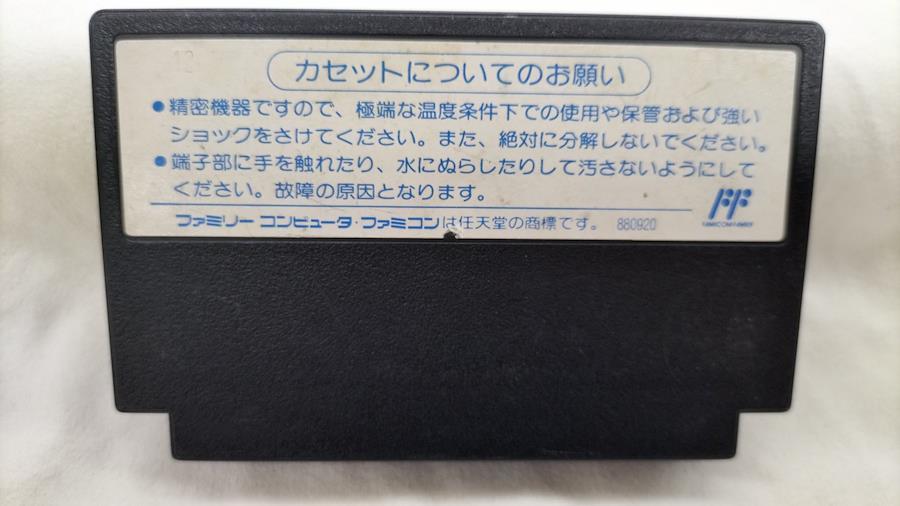 カセットについてのお願い
●精密機器ですので、極端な温度条件下での使用や保管および強い
ショックをさけてください。また、絶対に分解しないでください。
●端子部に手を触れたり、水にぬらしたりして汚さないようにして
ください。故障の原因となります。
ファミリー コンピュータ・ファミコンは任天堂の商標です。 880920
FAMICOM FAMILY